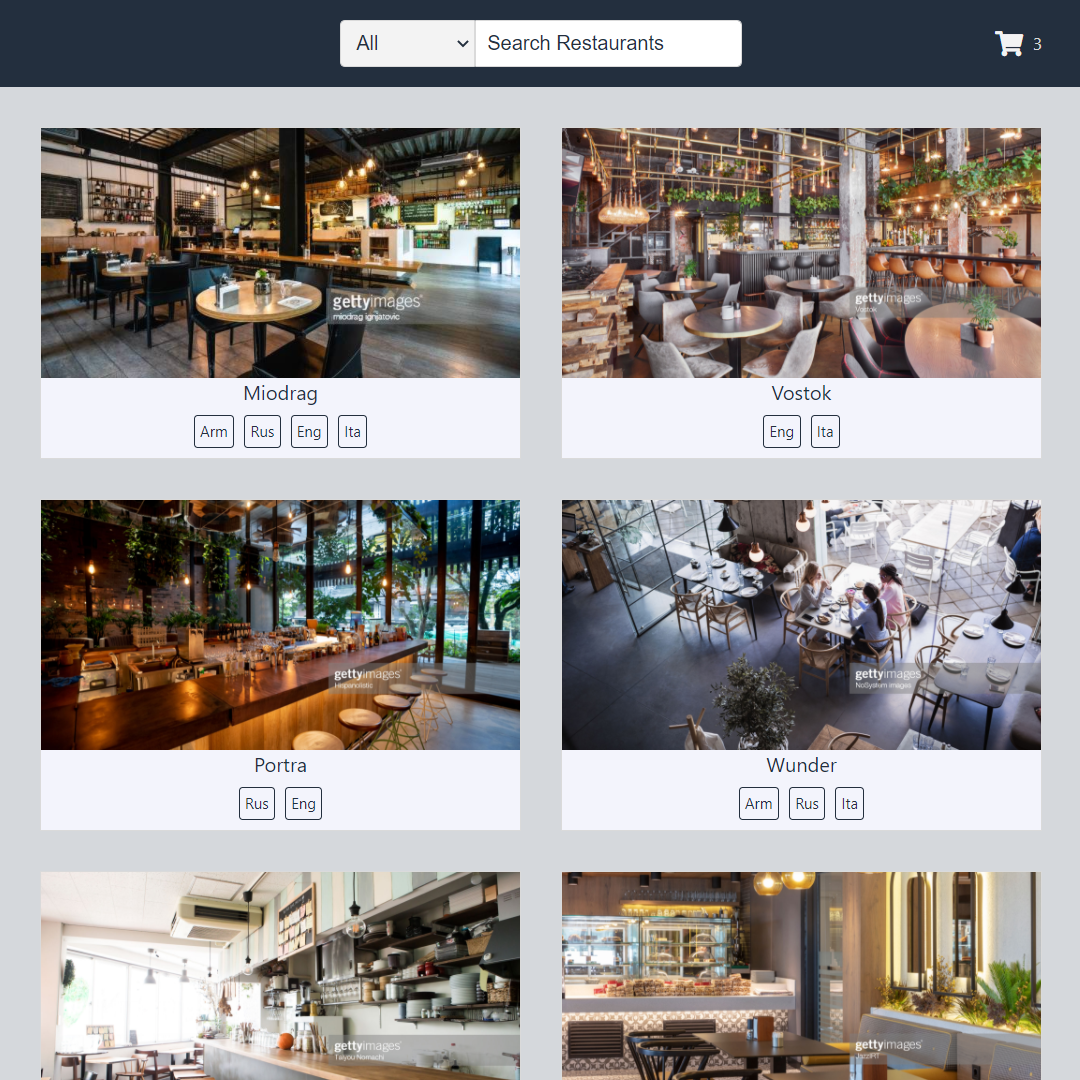 All
Search Restaurants
3
gettyimages®
miodrag ignjatovic
Miodrag
Arm Rus Eng Ita
gettyimages®
Vostok
Vostok
Eng Ita
gettyimages®
Hispanolistic
Portra
Rus Eng
gettyimages®
NoSystem images
Wunder
Arm Rus Ita
gettyimages®
Taiyou Nomachi
gettyimages®